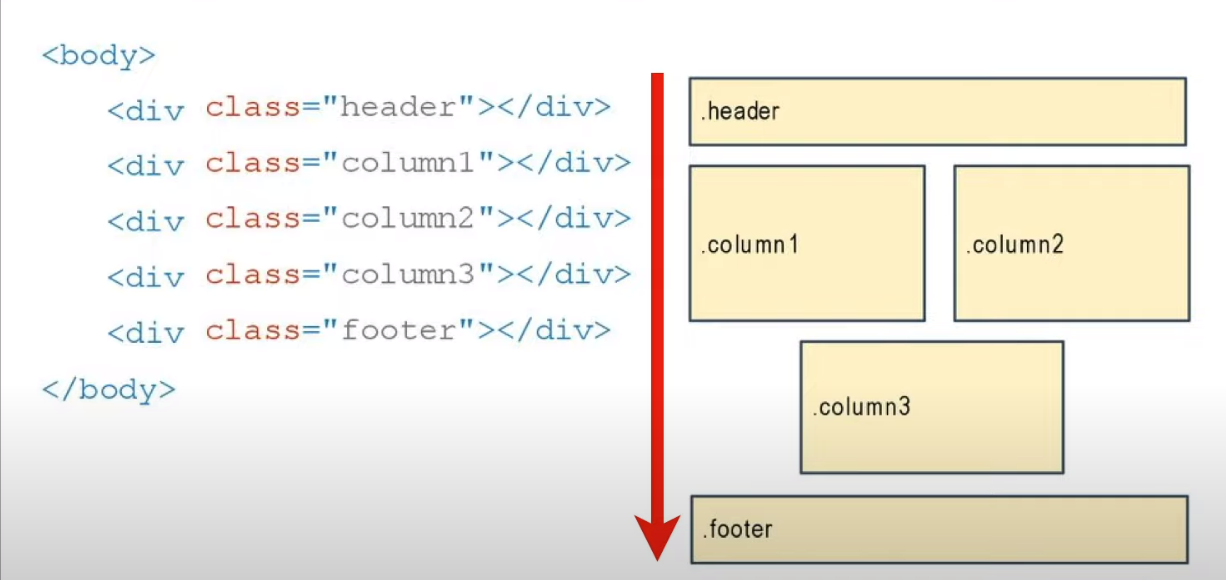 <body>
<div class="header"></div>
<div class="column1"></div>
<div class="column2"></div>
<div class="column3"></div>
<div class="footer"></div>
</body>
.header
.column1 .column2
.column3
.footer